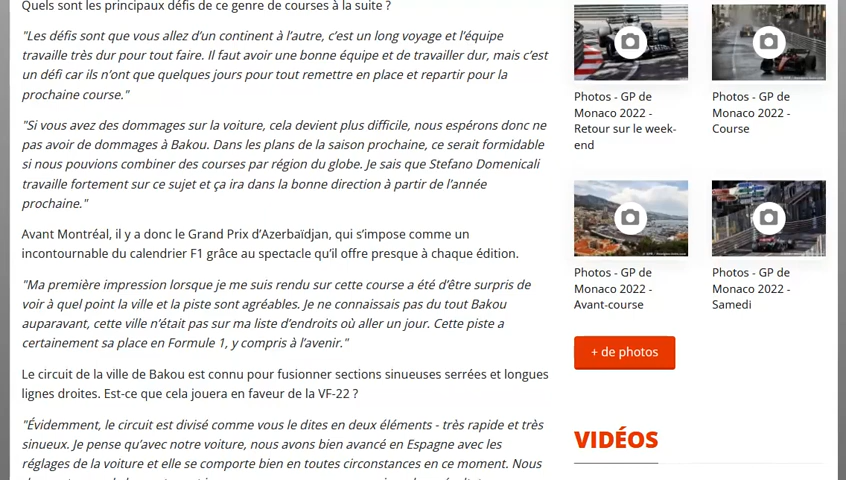 Quels sont les principaux défis de ce genre de courses à la suite ?
"Les défis sont que vous allez d’un continent à l’autre, c’est un long voyage et l’équipe
travaille très dur pour tout faire. Il faut avoir une bonne équipe et de travailler dur, mais c’est
un défi car ils n’ont que quelques jours pour tout remettre en place et repartir pour la
prochaine course."
"Si vous avez des dommages sur la voiture, cela devient plus difficile, nous espérons donc ne
pas avoir de dommages à Bakou. Dans les plans de la saison prochaine, ce serait formidable
si nous pouvions combiner des courses par région du globe. Je sais que Stefano Domenicali
travaille fortement sur ce sujet et ça ira dans la bonne direction à partir de l’année
prochaine."
Avant Montréal, il y a donc le Grand Prix d’Azerbaïdjan, qui s’impose comme un
incontournable du calendrier F1 grâce au spectacle qu’il offre presque à chaque édition.
"Ma première impression lorsque je me suis rendu sur cette course a été d’être surpris de
voir à quel point la ville et la piste sont agréables. Je ne connaissais pas du tout Bakou
auparavant, cette ville n’était pas sur ma liste d’endroits où aller un jour. Cette piste a
certainement sa place en Formule 1, y compris à l’avenir."
Le circuit de la ville de Bakou est connu pour fusionner sections sinueuses serrées et longues
lignes droites. Est-ce que cela jouera en faveur de la VF-22 ?
"Évidemment, le circuit est divisé comme vous le dites en deux éléments - très rapide et très
sinueux. Je pense qu’avec notre voiture, nous avons bien avancé en Espagne avec les
réglages de la voiture et elle se comporte bien en toutes circonstances en ce moment. Nous
Photos - GP de
Monaco 2022 -
Retour sur le week-
end
Photos - GP de
Monaco 2022 -
Course
Photos - GP de
Monaco 2022 -
Avant-course
Photos - GP de
Monaco 2022 -
Samedi
+ de photos
VIDÉOS